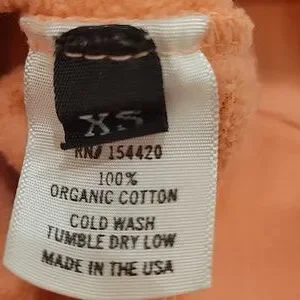 XS
RN# 154420
100%
ORGANIC COTTON
COLD WASH
TUMBLE DRY LOW
MADE IN THE USA